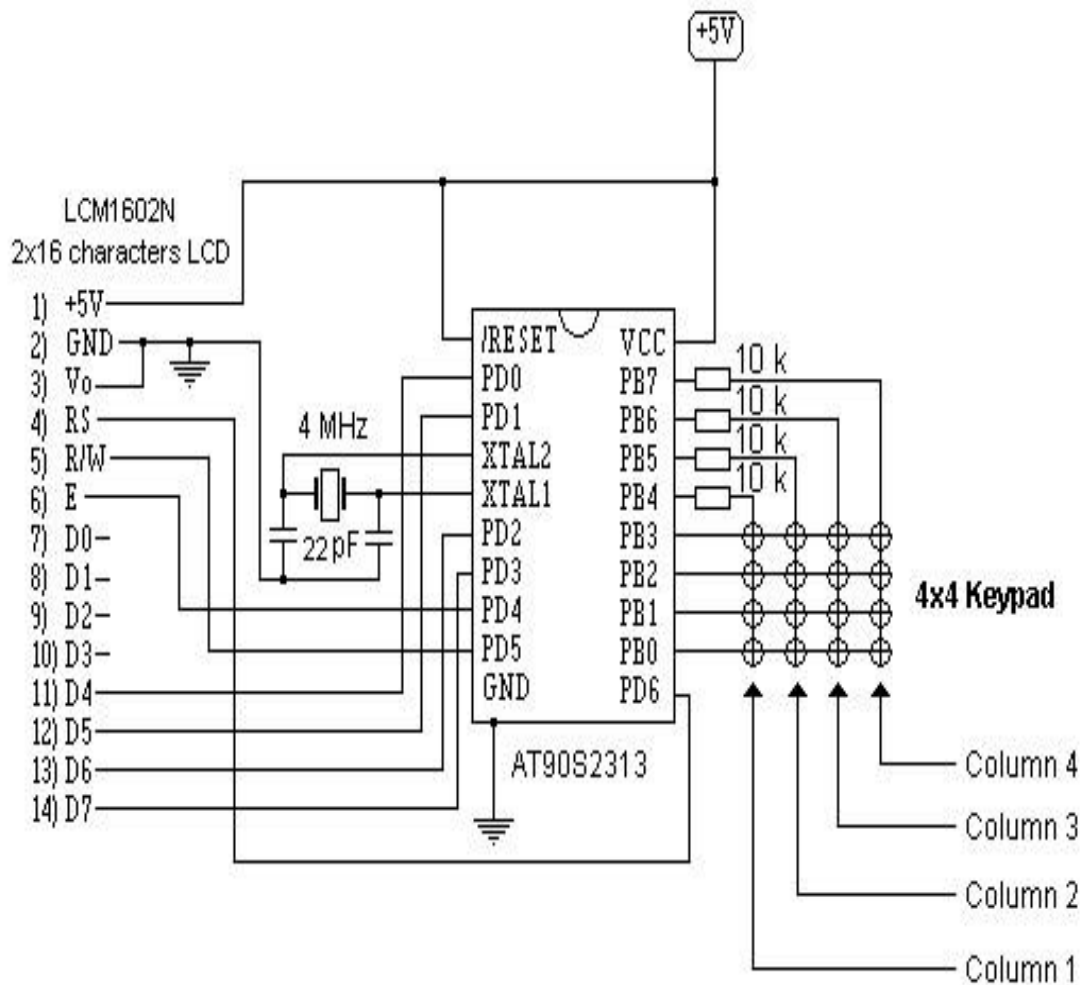 +5V
LCM1602N
2x16 characters LCD
1) +5V
2) GND
3) Vo
4) RS
5) R/W
6) E
7) D0
8) D1
9) D2
10) D3
11) D4
12) D5
13) D6
14) D7
4 MHz
22 pF
/RESET
PD0
PD1
XTAL2
XTAL1
PD2
PD3
PD4
PD5
GND
VCC
PB7
PB6
PB5
PB4
PB3
PB2
PB1
PB0
PD6
AT90S2313
10 k
10 k
10 k
10 k
4x4 Keypad
Column 4
Column 3
Column 2
Column 1